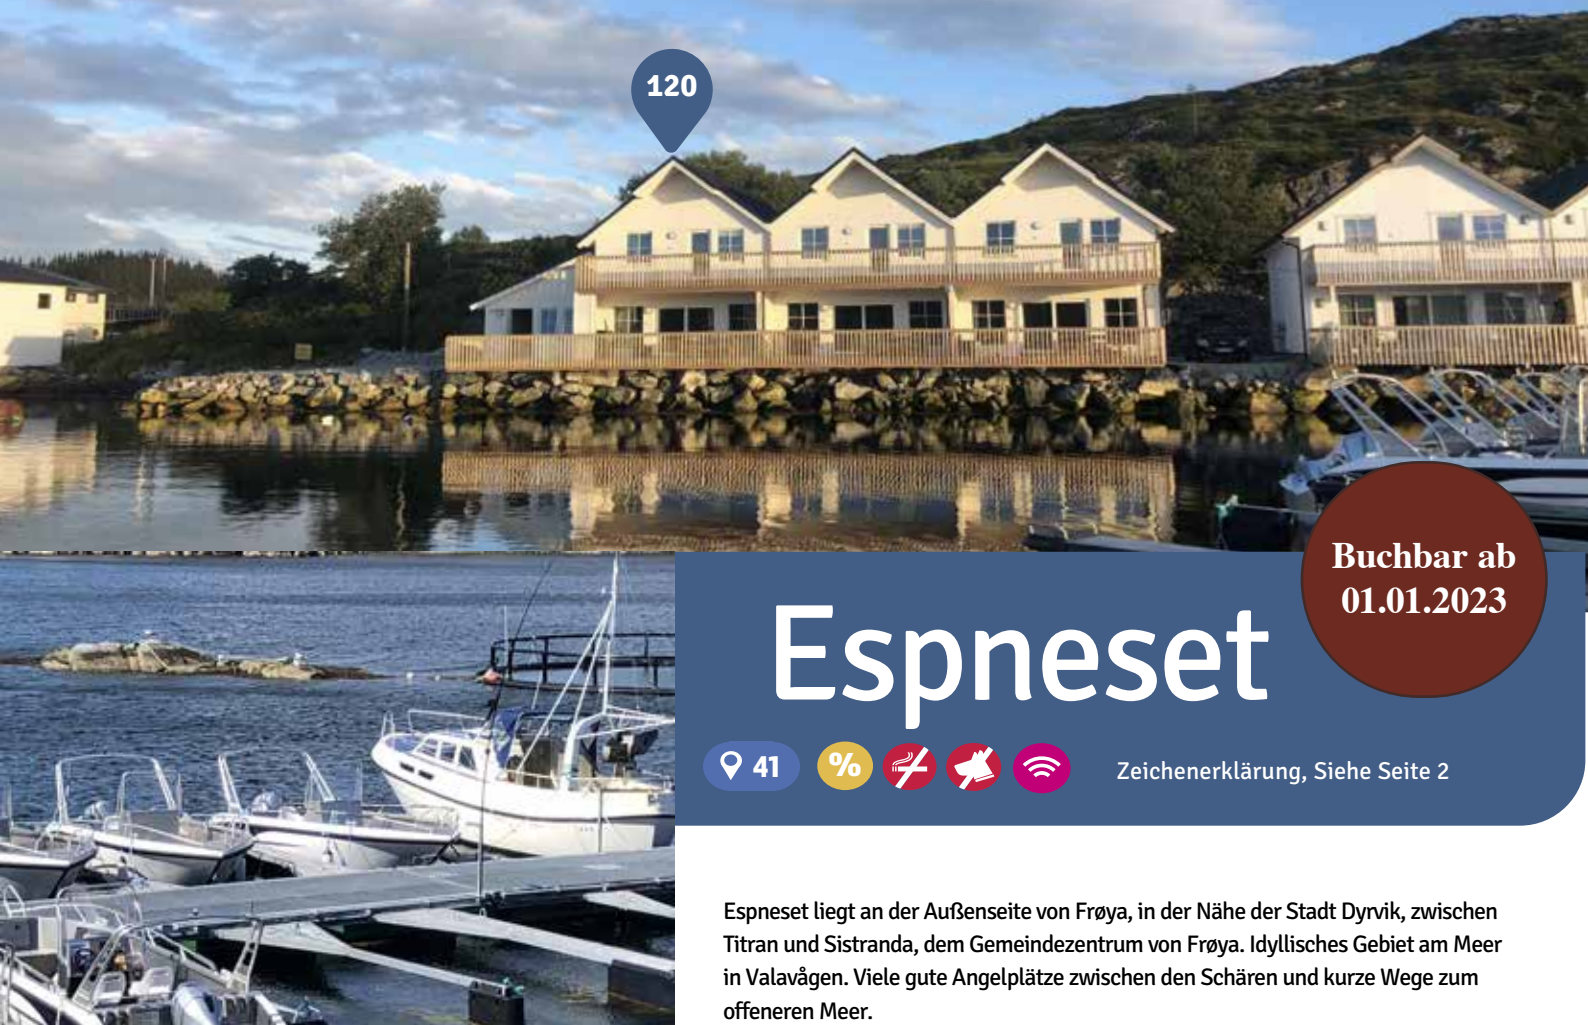 120
Buchbar ab
01.01.2023
Espneset
41
%
Zeichenerklärung, Siehe Seite 2
Espneset liegt an der Außenseite von Frøya, in der Nähe der Stadt Dyrvik, zwischen
Titran und Sistranda, dem Gemeindezentrum von Frøya. Idyllisches Gebiet am Meer
in Valavågen. Viele gute Angelplätze zwischen den Schären und kurze Wege zum
offeneren Meer.